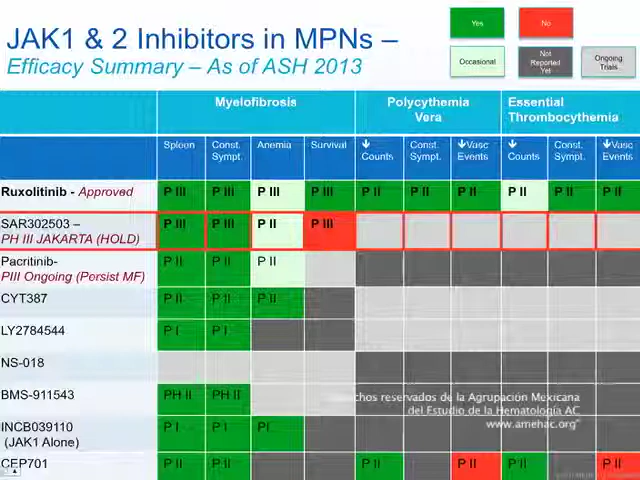 JAK1 & 2 Inhibitors in MPNs –
Efficacy Summary – As of ASH 2013
Yes
No
Occasional
Not Reported Yet
Ongoing Trials
Myelofibrosis
Polycythemia Vera
Essential Thrombocythemia
Spleen
Const. Sympt.
Anemia
Survival
🡻 Counts
Const. Sympt.
🡻Vasc Events
🡻 Counts
Const. Sympt.
🡻Vasc Events
Ruxolitinib - Approved
P III
P III
P III
P III
P II
P II
P II
P II
P II
P II
SAR302503 –
PH III JAKARTA (HOLD)
P III
P III
P II
P III
Pacritinib-
PIII Ongoing (Persist MF)
P II
P II
P II
CYT387
P II
P II
P II
LY2784544
P I
P I
NS-018
BMS-911543
PH II
PH II
INCB039110
(JAK1 Alone)
P I
P I
P I
CEP701
P II
P II
P II
P II
P II
P II
chos reservados de la Agrupación Mexicana
del Estudio de la Hematología AC
www.amehac.org"